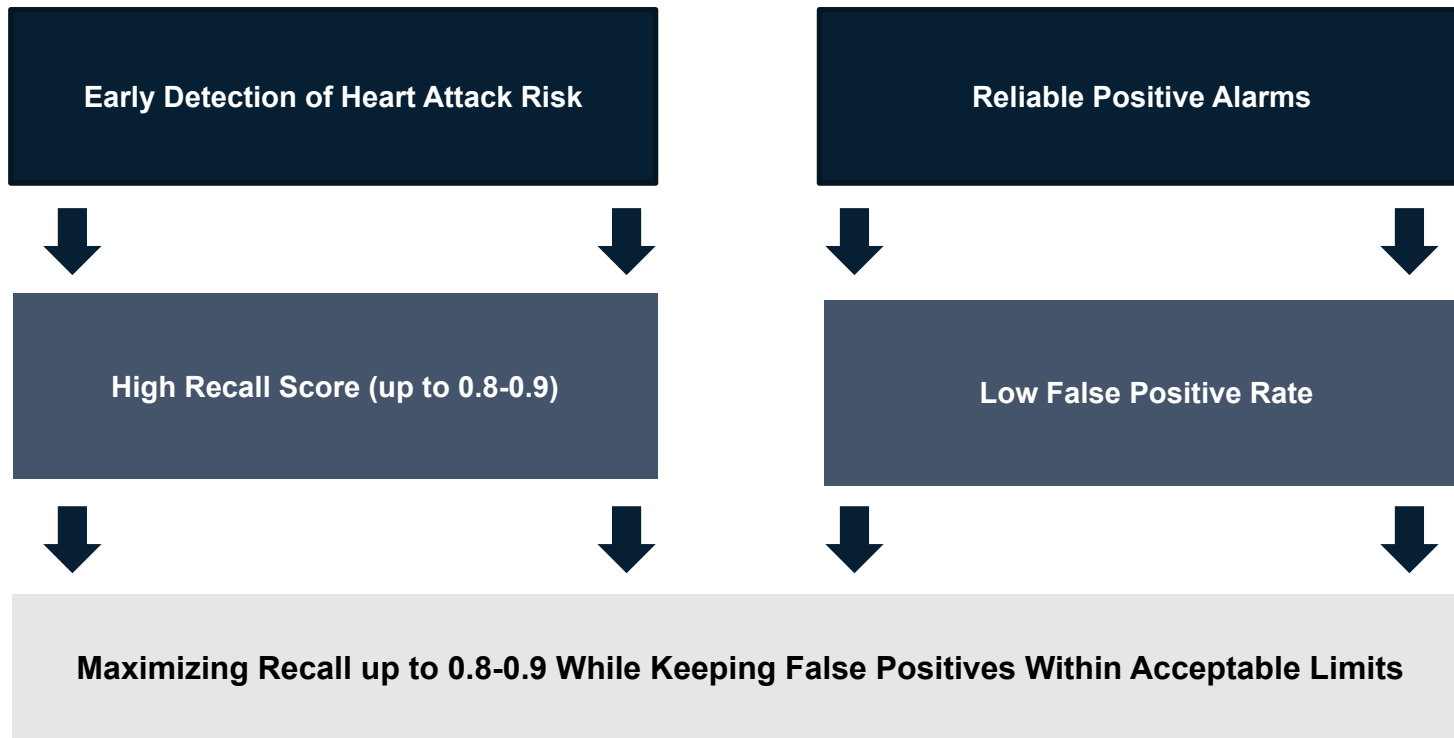 Early Detection of Heart Attack Risk
Reliable Positive Alarms
High Recall Score (up to 0.8-0.9)
Low False Positive Rate
Maximizing Recall up to 0.8-0.9 While Keeping False Positives Within Acceptable Limits